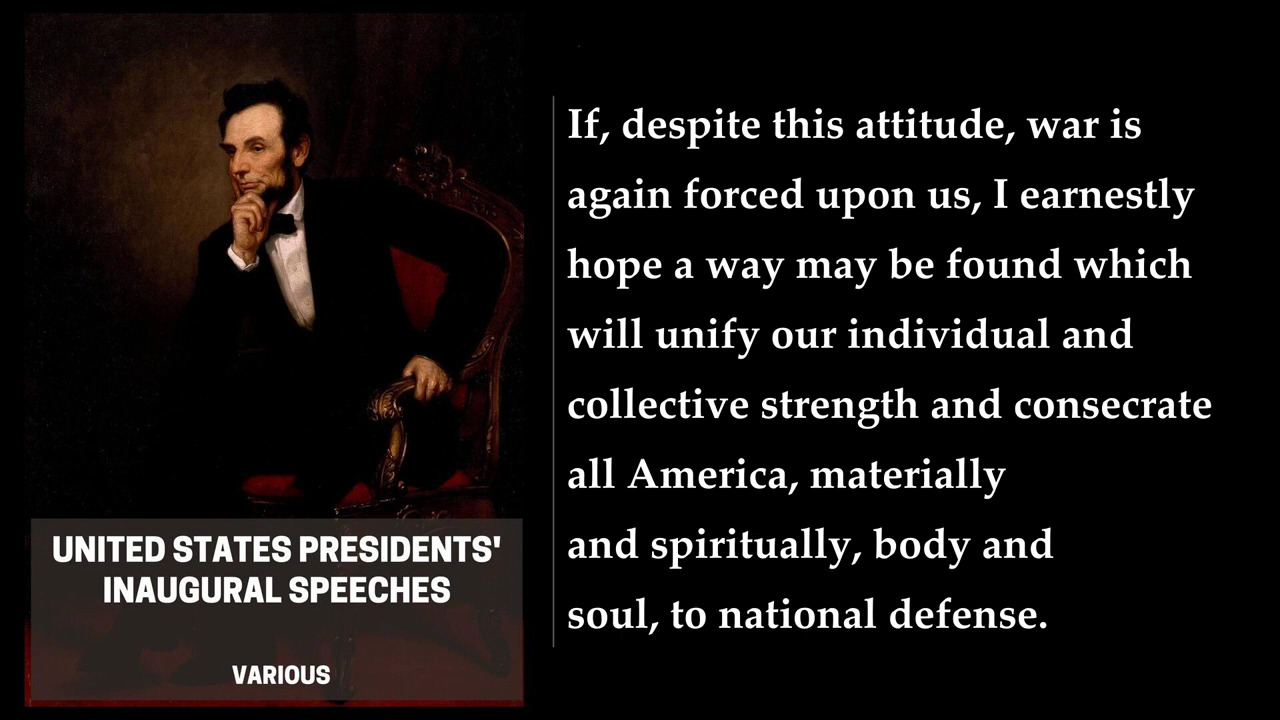 If, despite this attitude, war is
again forced upon us, I earnestly
hope a way may be found which
will unify our individual and
collective strength and consecrate
all America, materially
and spiritually, body and
soul, to national defense.
UNITED STATES PRESIDENTS'
INAUGURAL SPEECHES
VARIOUS